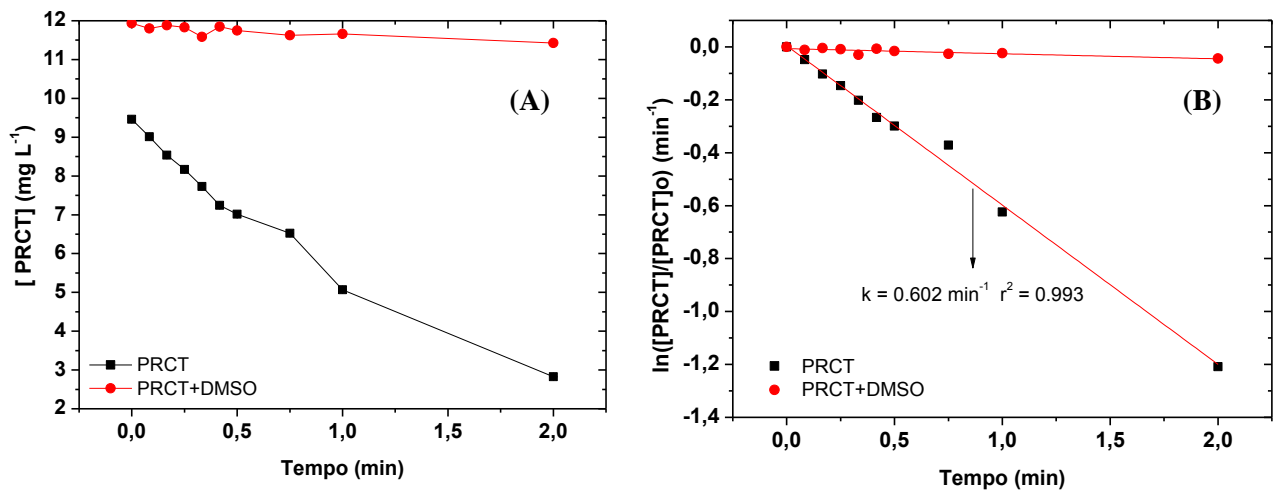 12
11
10
9
8
7
6
5
4
3
2
[ PRCT] (mg L⁻¹)
(A)
PRCT
PRCT+DMSO
0,0 0,5 1,0 1,5 2,0
Tempo (min)
0,0
-0,2
-0,4
-0,6
-0,8
-1,0
-1,2
-1,4
ln([PRCT]/[PRCT]o) (min⁻¹)
(B)
k = 0.602 min⁻¹ r² = 0.993
PRCT
PRCT+DMSO
0,0 0,5 1,0 1,5 2,0
Tempo (min)